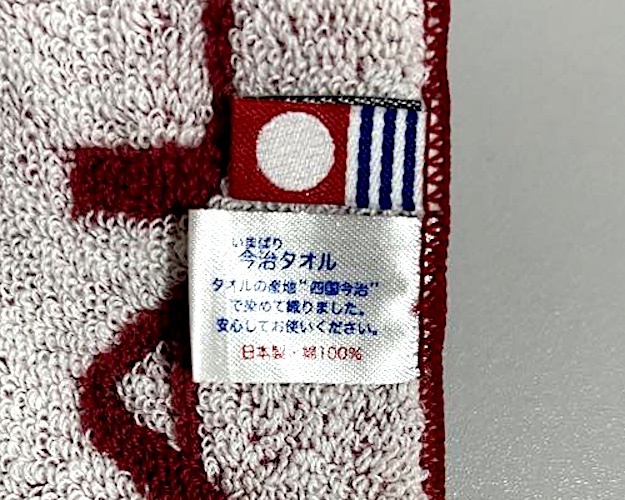 いまばり
今治タオル
タオルの産地“四国今治”
で染めて織りました。
安心してお使いください。
日本製・綿100%